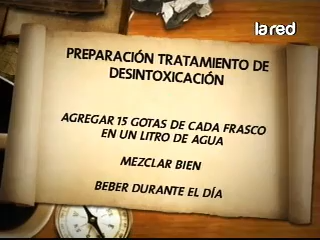 la red
PREPARACIÓN TRATAMIENTO DE
DESINTOXICACIÓN
AGREGAR 15 GOTAS DE CADA FRASCO
EN UN LITRO DE AGUA
MEZCLAR BIEN
BEBER DURANTE EL DÍA